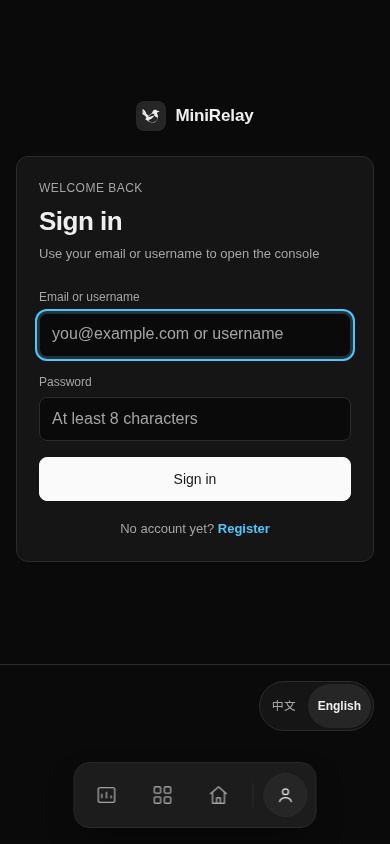 MiniRelay
WELCOME BACK
Sign in
Use your email or username to open the console
Email or username
you@example.com or username
Password
At least 8 characters
Sign in
No account yet? Register
中文 English